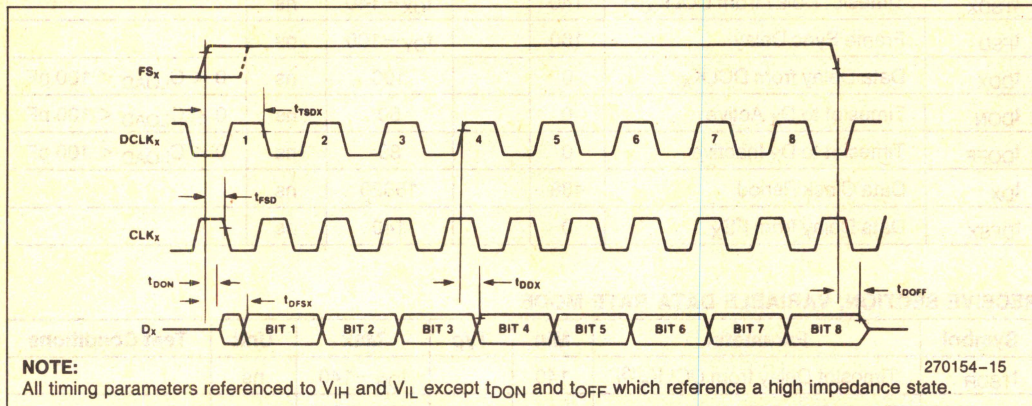 FSX
tTSDX
DCLKX
1 2 3 4 5 6 7 8
tFSD
CLKX
tDON
tDFSX
tDDX
tDOFF
DX
BIT 1 BIT 2 BIT 3 BIT 4 BIT 5 BIT 6 BIT 7 BIT 8
270154–15
NOTE:
All timing parameters referenced to VIH and VIL except tDON and tOFF which reference a high impedance state.